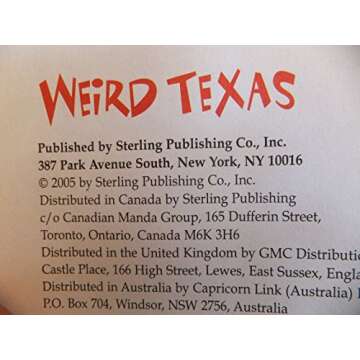 WEiRD TEXAS
Published by Sterling Publishing Co., Inc.
387 Park Avenue South, New York, NY 10016
© 2005 by Sterling Publishing Co., Inc.
Distributed in Canada by Sterling Publishing
c/o Canadian Manda Group, 165 Dufferin Street,
Toronto, Ontario, Canada M6K 3H6
Distributed in the United Kingdom by GMC Distributio
Castle Place, 166 High Street, Lewes, East Sussex, Engla
Distributed in Australia by Capricorn Link (Australia)
P.O. Box 704, Windsor, NSW 2756, Australia